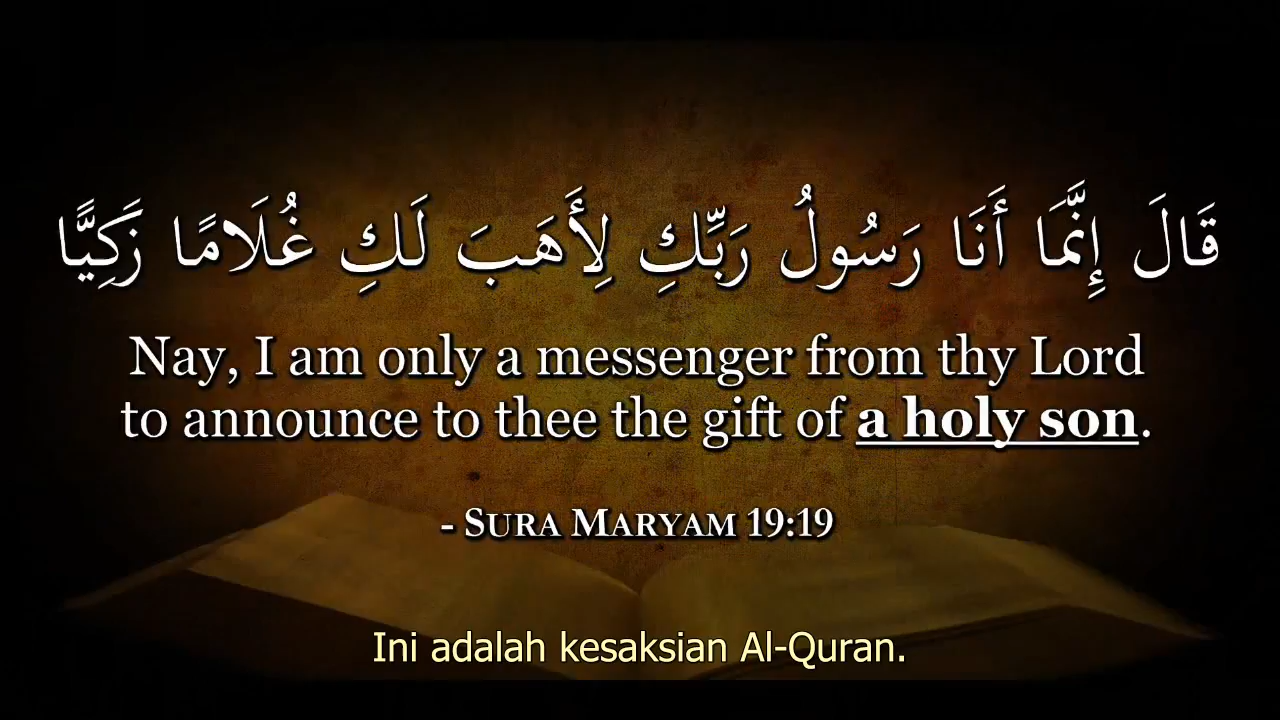 قَالَ إِنَّمَا أَنَا رَسُولُ رَبِّكِ لِأَهَبَ لَكِ غُلَامًا زَكِيًّا
Nay, I am only a messenger from thy Lord
to announce to thee the gift of a holy son.
- SURA MARYAM 19:19
Ini adalah kesaksian Al-Quran.